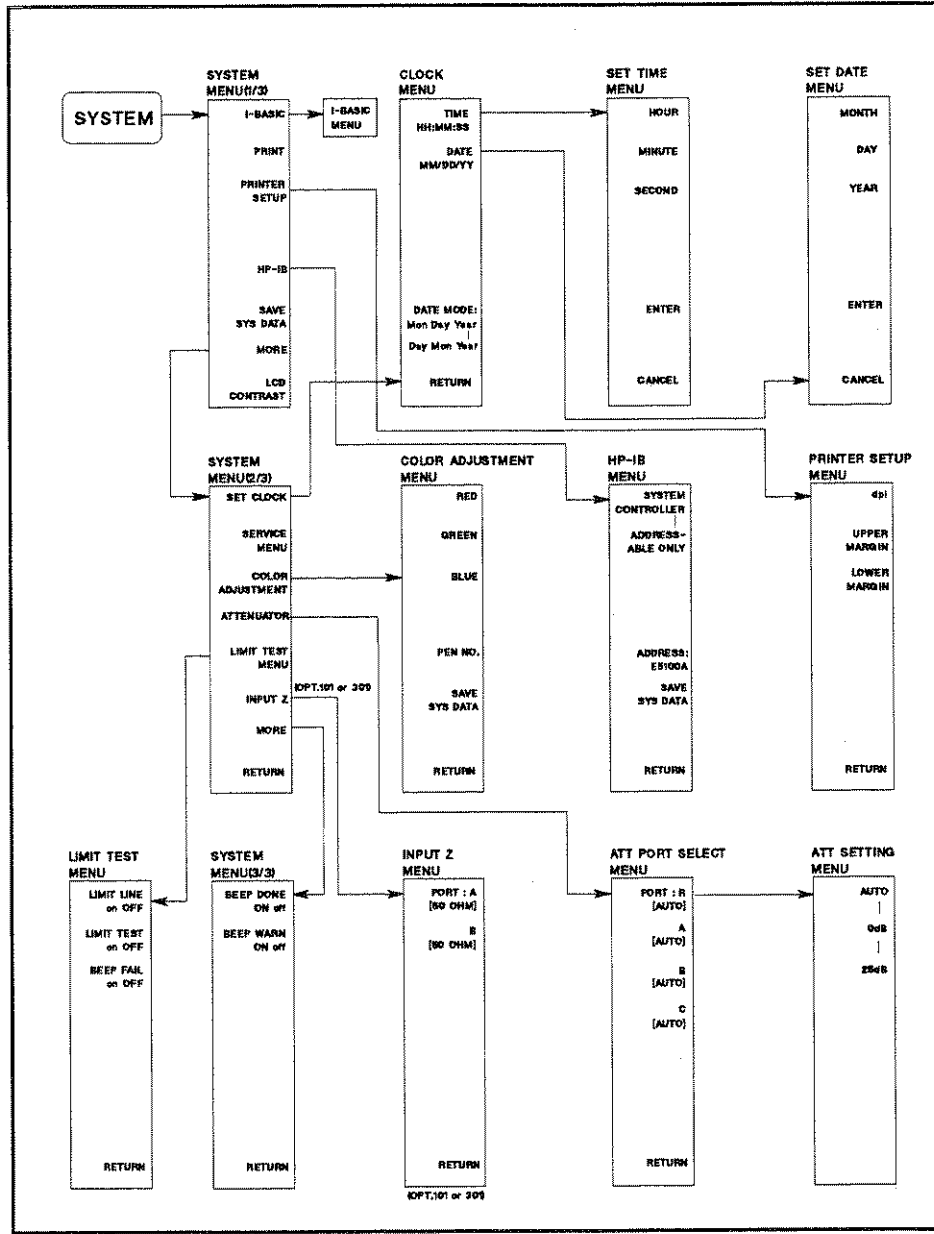 SYSTEM
SYSTEM
MENU(1/3)
I-BASIC
PRINT
PRINTER
SETUP
HP-IB
SAVE
SYS DATA
MORE
LCD
CONTRAST
I-BASIC
MENU
CLOCK
MENU
TIME
HH:MM:SS
DATE
MM/DD/YY
DATE MODE:
Mon Day Year
Day Mon Year
RETURN
SET TIME
MENU
HOUR
MINUTE
SECOND
ENTER
CANCEL
SET DATE
MENU
MONTH
DAY
YEAR
ENTER
CANCEL
SYSTEM
MENU(2/3)
SET CLOCK
SERVICE
MENU
COLOR
ADJUSTMENT
ATTENUATOR
LIMIT TEST
MENU
INPUT Z
(OPT.101 or 301)
MORE
RETURN
COLOR ADJUSTMENT
MENU
RED
GREEN
BLUE
PEN NO.
SAVE
SYS DATA
RETURN
HP-IB
MENU
SYSTEM
CONTROLLER
ADDRESS-
ABLE ONLY
ADDRESS:
E5100A
SAVE
SYS DATA
RETURN
PRINTER SETUP
MENU
dpi
UPPER
MARGIN
LOWER
MARGIN
RETURN
LIMIT TEST
MENU
LIMIT LINE
on OFF
LIMIT TEST
on OFF
BEEP FAIL
on OFF
RETURN
SYSTEM
MENU(3/3)
BEEP DONE
ON off
BEEP WARN
ON off
RETURN
INPUT Z
MENU
PORT : A
[50 OHM]
B
[50 OHM]
RETURN
(OPT.101 or 301)
ATT PORT SELECT
MENU
PORT : R
[AUTO]
A
[AUTO]
B
[AUTO]
C
[AUTO]
RETURN
ATT SETTING
MENU
AUTO
0dB
25dB